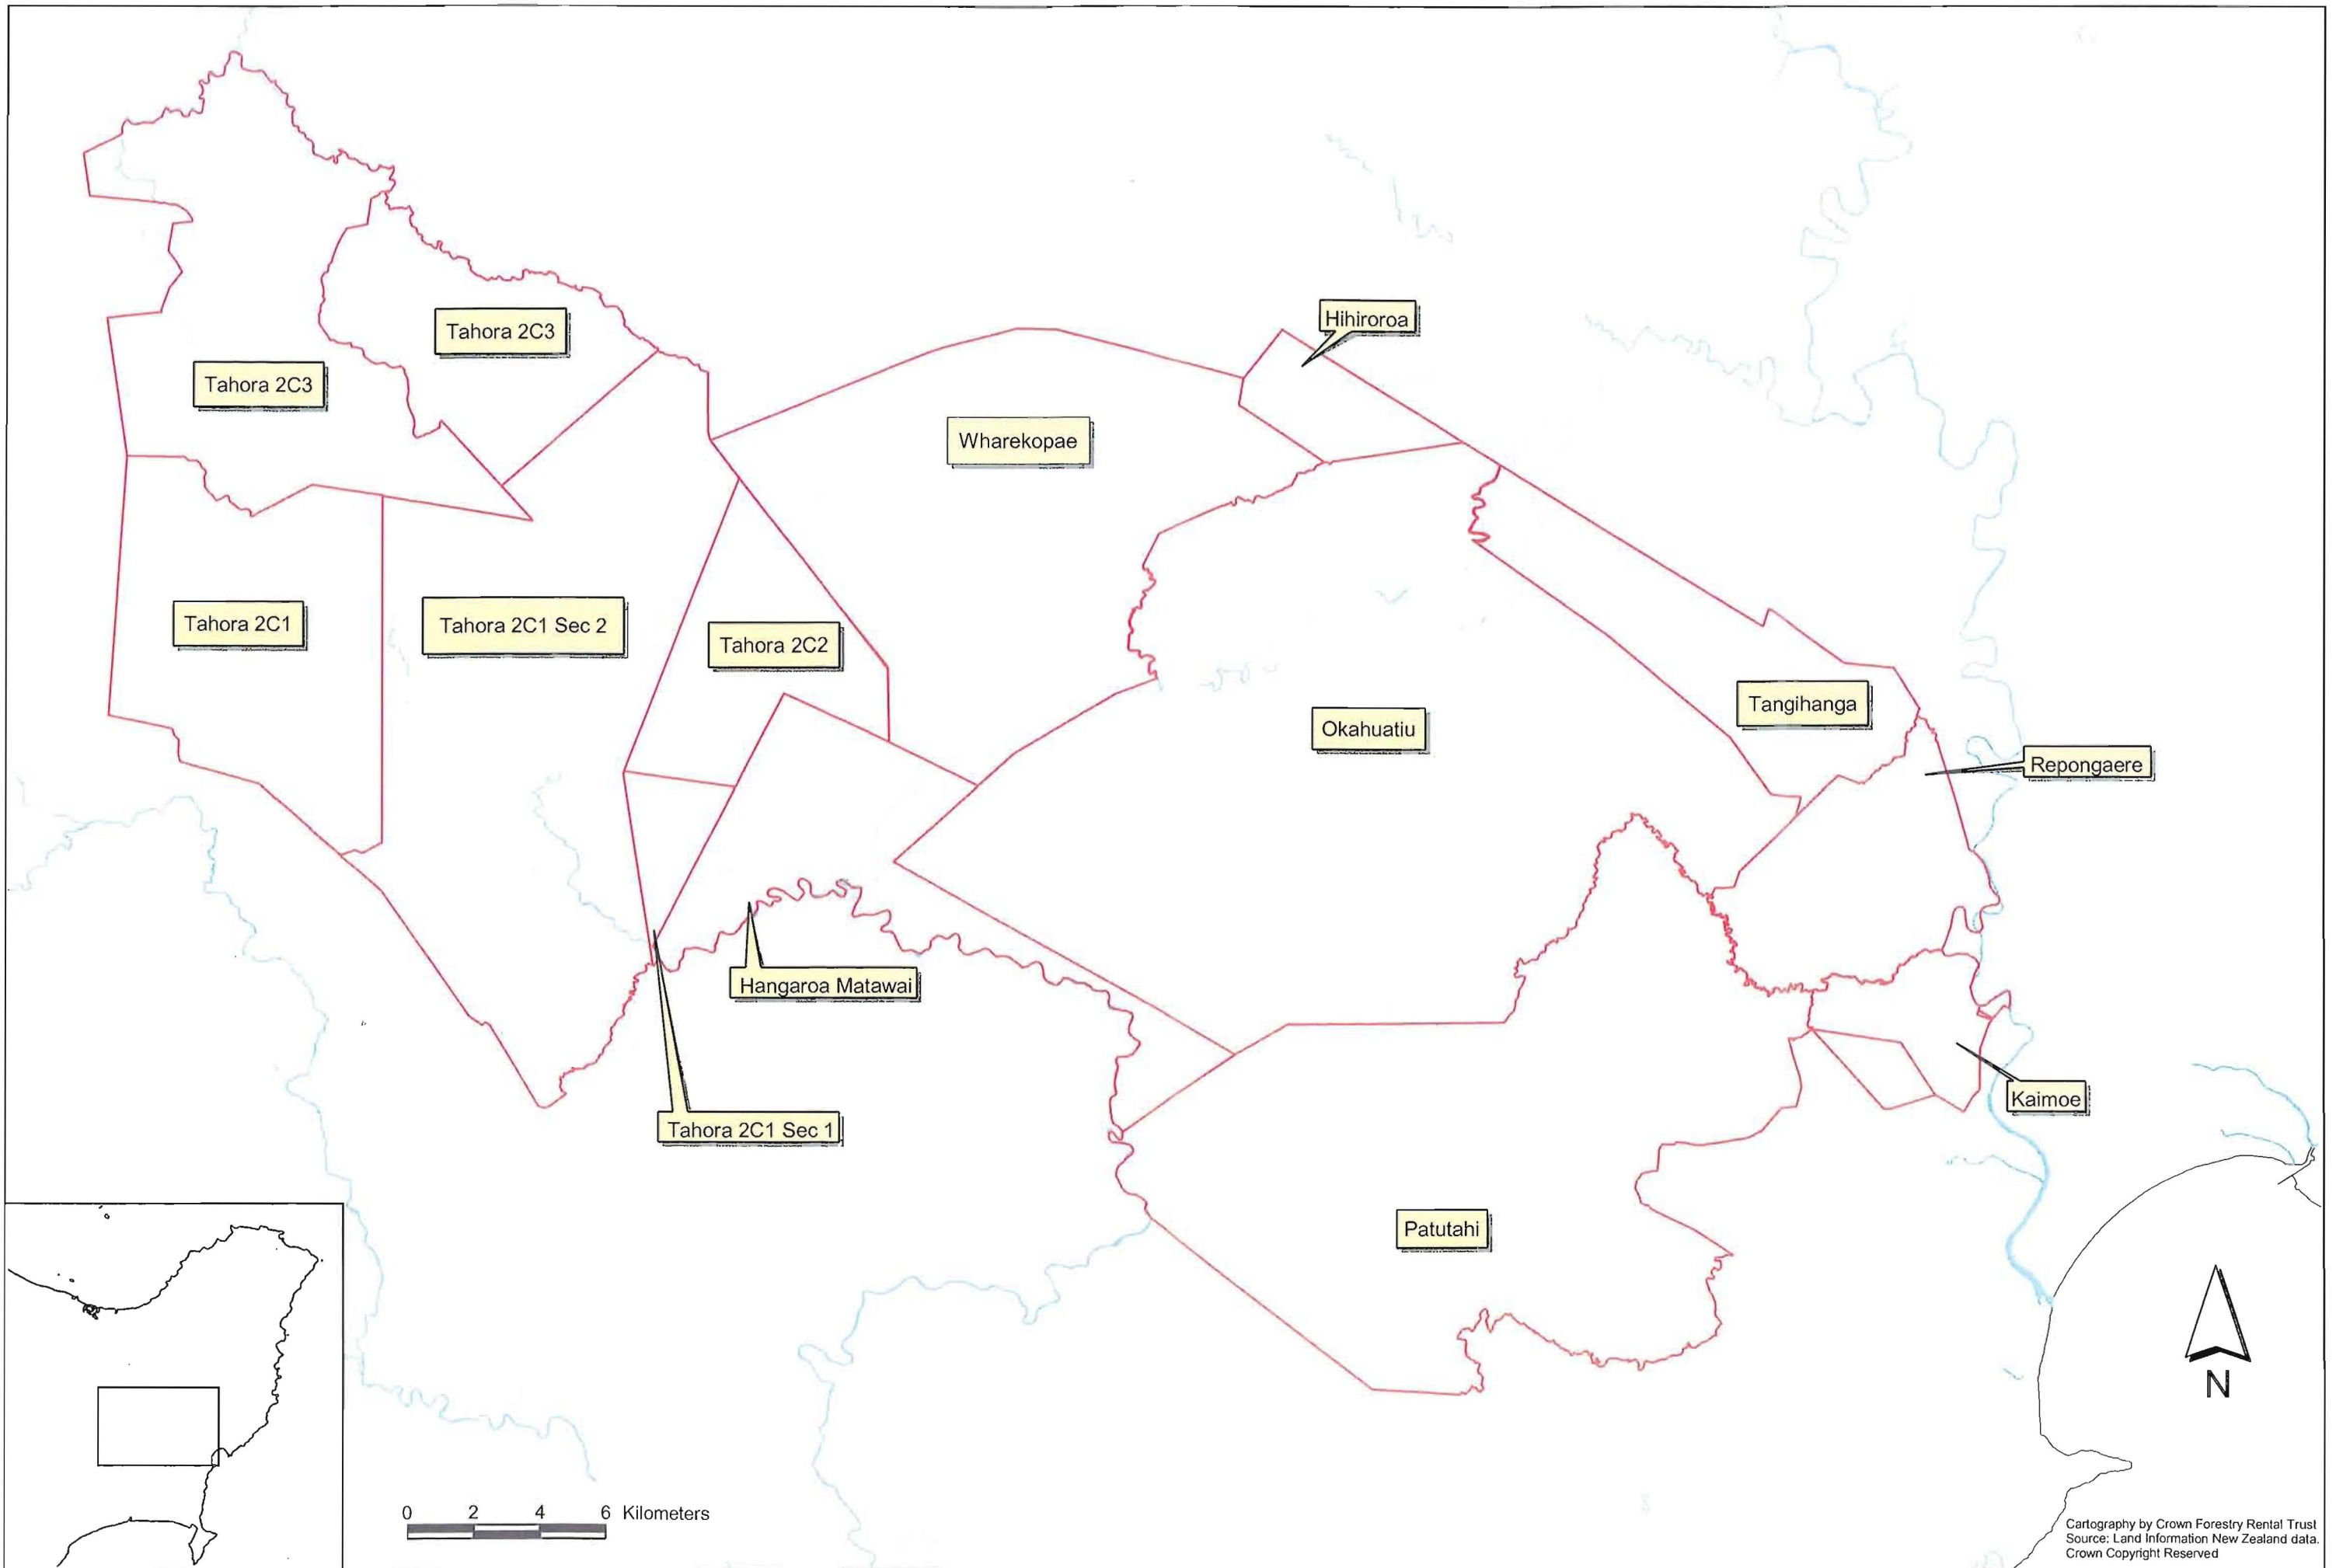 Hihiroroa
Tahora 2C3
Tahora 2C3
Wharekopae
Tahora 2C1
Tahora 2C1 Sec 2
Tahora 2C2
Tangihanga
Okahuatiu
Repongaere
Hangaroa Matawai
Kaimoe
Tahora 2C1 Sec 1
Patutahi
N
0 2 4 6 Kilometers
Cartography by Crown Forestry Rental Trust
Source: Land Information New Zealand data.
Crown Copyright Reserved